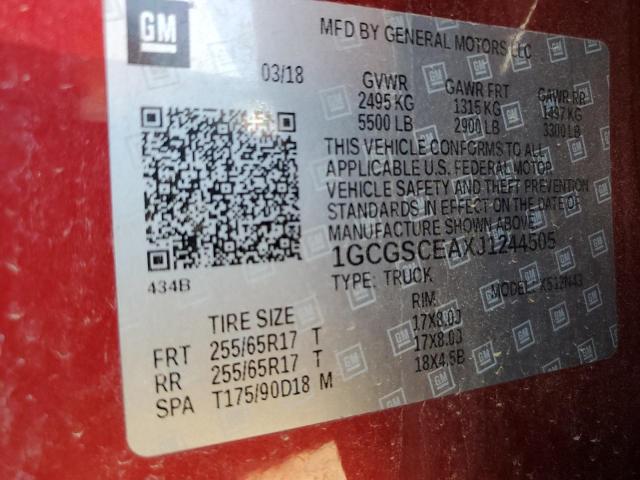 GM
MFD BY GENERAL MOTORS LLC
03/18
GVWR GAWR FRT GAWR RR
2495 KG 1315 KG 1497 KG
5500 LB 2900 LB 3300 LB
THIS VEHICLE CONFORMS TO ALL
APPLICABLE U.S. FEDERAL MOTOR
VEHICLE SAFETY AND THEFT PREVENTION
STANDARDS IN EFFECT ON THE DATE OF
MANUFACTURE SHOWN ABOVE.
1GCGSCEAXJ1244505
434B
TYPE: TRUCK MODEL: X512N43
TIRE SIZE RIM
FRT 255/65R17 T 17X8.0J
RR 255/65R17 T 17X8.0J
SPA T175/90D18 M 18X4.5B